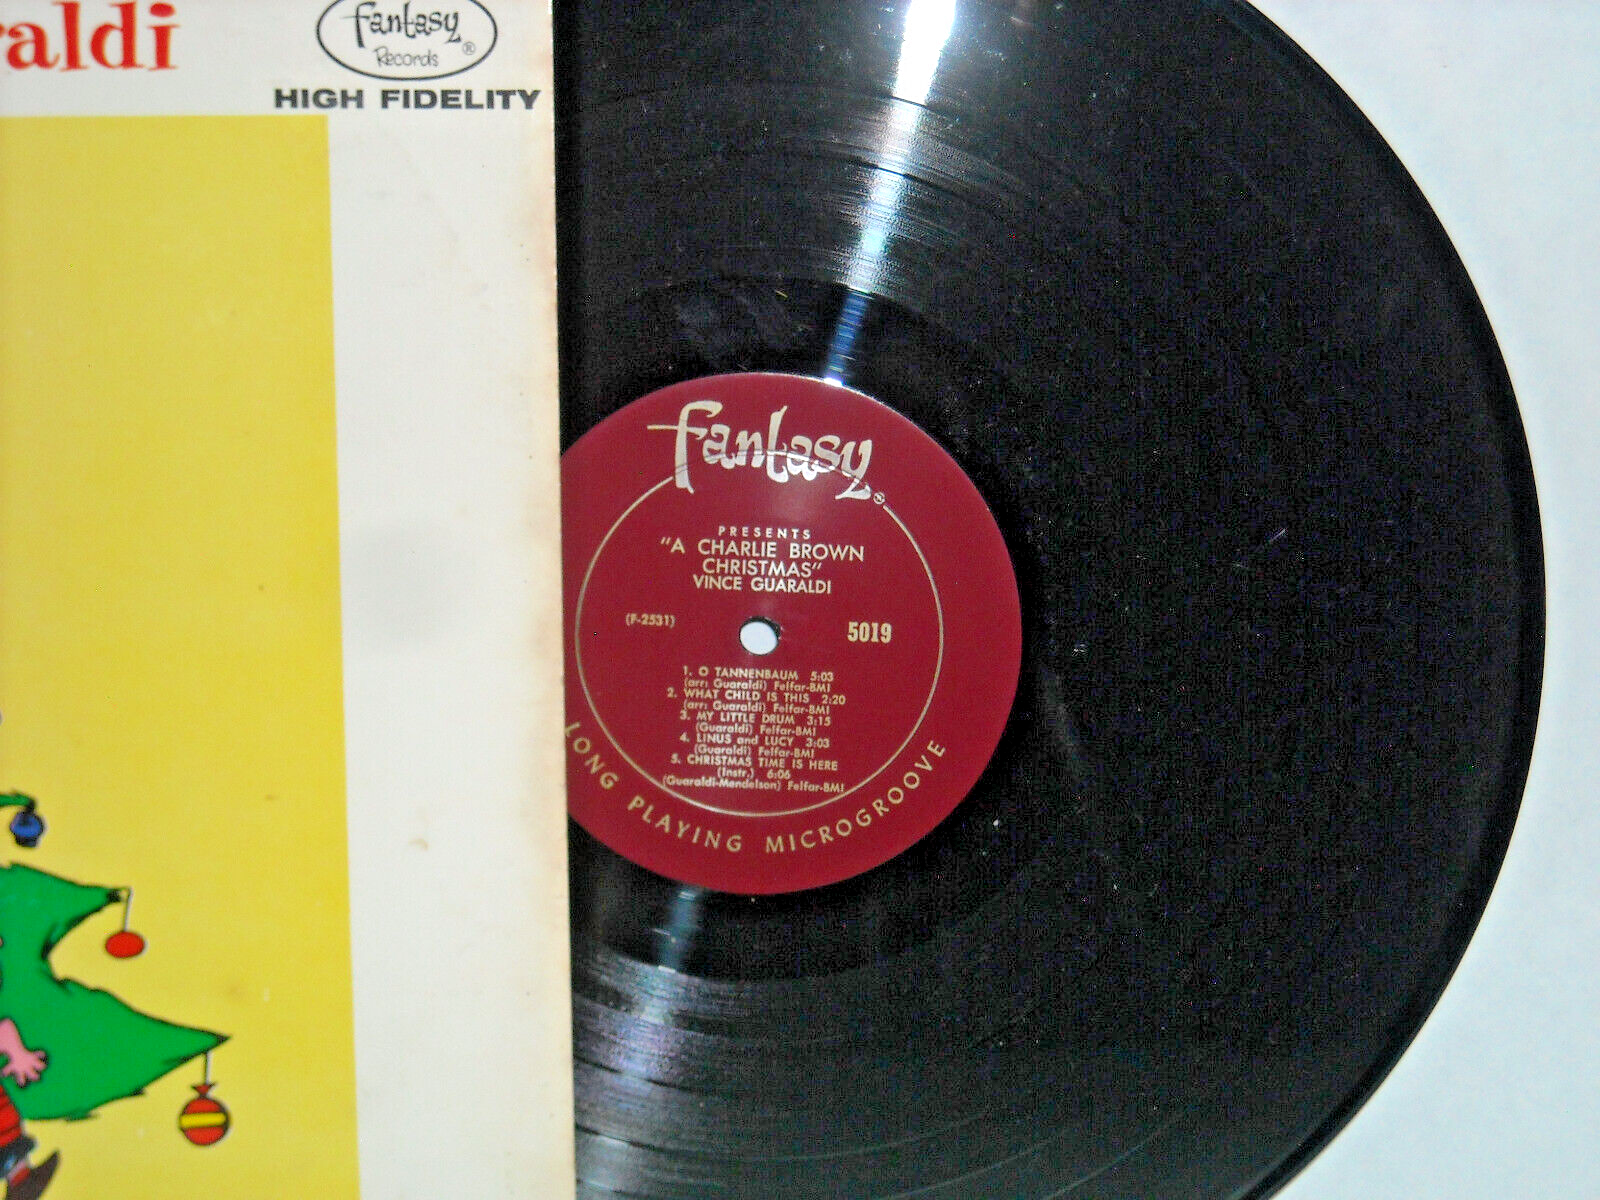 raldi
fantasy
Records ®
HIGH FIDELITY
fantasy ®
PRESENTS
"A CHARLIE BROWN
CHRISTMAS"
VINCE GUARALDI
(F-2531)
5019
1. O TANNENBAUM 5:03
(arr: Guaraldi) Felfar-BMI
2. WHAT CHILD IS THIS 2:20
(arr: Guaraldi) Felfar-BMI
3. MY LITTLE DRUM 3:15
(Guaraldi) Felfar-BMI
4. LINUS and LUCY 3:03
(Guaraldi) Felfar-BMI
5. CHRISTMAS TIME IS HERE
(Instr.) 6:06
(Guaraldi-Mendelson) Felfar-BMI
LONG PLAYING MICROGROOVE